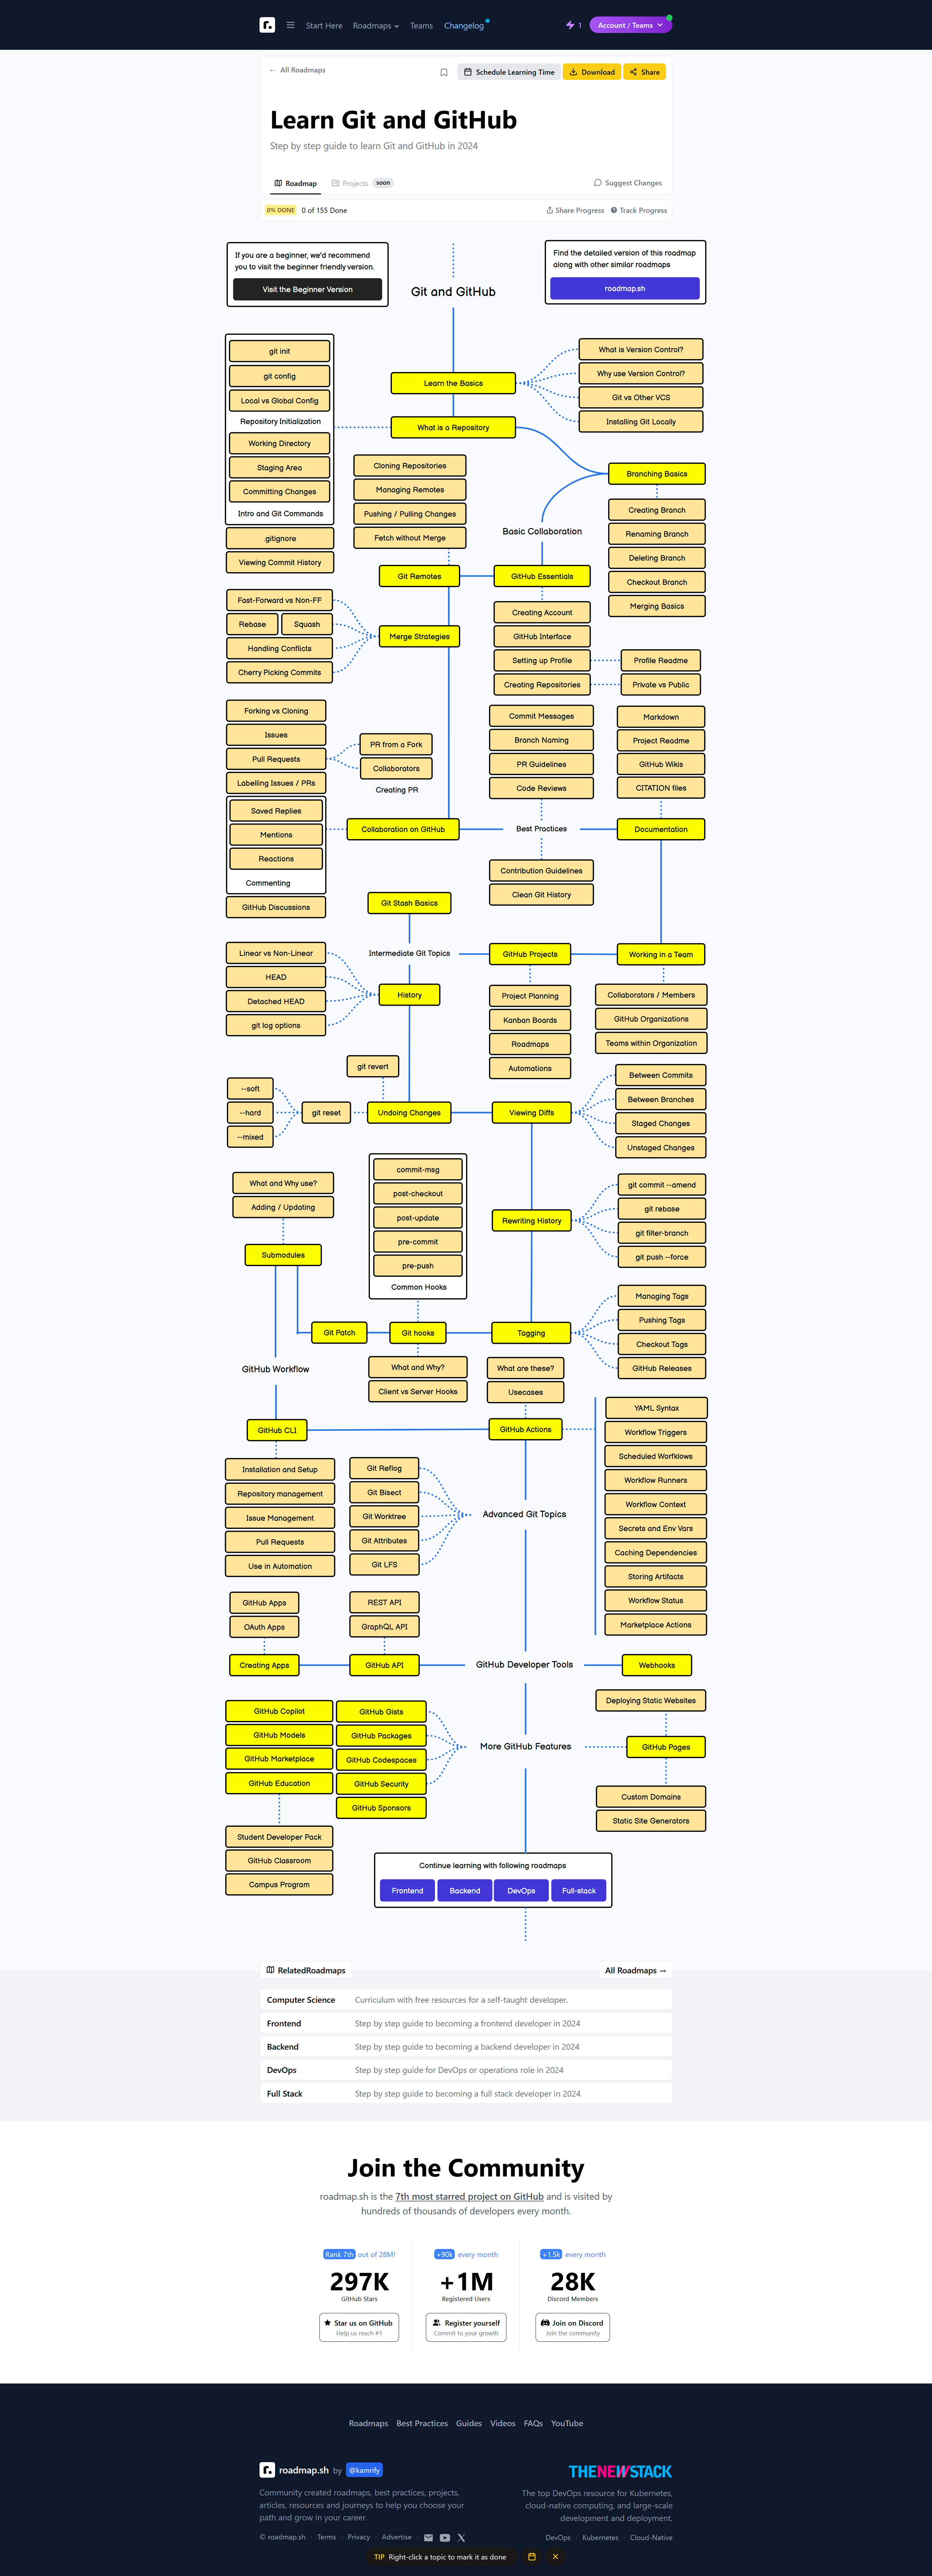 Start Here
Roadmaps
Teams
Changelog
1
Account / Teams
← All Roadmaps
Schedule Learning Time
Download
Share
Learn Git and GitHub
Step by step guide to learn Git and GitHub in 2024
Roadmap
Projects
soon
Suggest Changes
0% DONE
0 of 155 Done
Share Progress
Track Progress
If you are a beginner, we'd recommend
you to visit the beginner friendly version.
Visit the Beginner Version
Git and GitHub
Find the detailed version of this roadmap
along with other similar roadmaps
roadmap.sh
git init
git config
Local vs Global Config
Repository Initialization
Working Directory
Staging Area
Committing Changes
Intro and Git Commands
.gitignore
Viewing Commit History
Learn the Basics
What is a Repository
What is Version Control?
Why use Version Control?
Git vs Other VCS
Installing Git Locally
Cloning Repositories
Managing Remotes
Pushing / Pulling Changes
Fetch without Merge
Branching Basics
Creating Branch
Renaming Branch
Deleting Branch
Checkout Branch
Merging Basics
Basic Collaboration
Git Remotes
GitHub Essentials
Creating Account
GitHub Interface
Setting up Profile
Creating Repositories
Profile Readme
Private vs Public
Fast-Forward vs Non-FF
Rebase
Squash
Handling Conflicts
Cherry Picking Commits
Merge Strategies
Forking vs Cloning
Issues
Pull Requests
Labelling Issues / PRs
Saved Replies
Mentions
Reactions
Commenting
GitHub Discussions
PR from a Fork
Collaborators
Creating PR
Commit Messages
Branch Naming
PR Guidelines
Code Reviews
Markdown
Project Readme
GitHub Wikis
CITATION files
Collaboration on GitHub
Best Practices
Documentation
Contribution Guidelines
Clean Git History
Git Stash Basics
Intermediate Git Topics
GitHub Projects
Working in a Team
Linear vs Non-Linear
HEAD
Detached HEAD
git log options
History
Project Planning
Kanban Boards
Roadmaps
Automations
Collaborators / Members
GitHub Organizations
Teams within Organization
git revert
--soft
--hard
--mixed
git reset
Undoing Changes
Viewing Diffs
Between Commits
Between Branches
Staged Changes
Unstaged Changes
What and Why use?
Adding / Updating
Submodules
commit-msg
post-checkout
post-update
pre-commit
pre-push
Common Hooks
Rewriting History
git commit --amend
git rebase
git filter-branch
git push --force
Git Patch
Git hooks
Tagging
Managing Tags
Pushing Tags
Checkout Tags
GitHub Releases
GitHub Workflow
What and Why?
Client vs Server Hooks
What are these?
Usecases
GitHub CLI
GitHub Actions
YAML Syntax
Workflow Triggers
Scheduled Worfklows
Workflow Runners
Workflow Context
Secrets and Env Vars
Caching Dependencies
Storing Artifacts
Workflow Status
Marketplace Actions
Installation and Setup
Repository management
Issue Management
Pull Requests
Use in Automation
Git Reflog
Git Bisect
Git Worktree
Git Attributes
Git LFS
Advanced Git Topics
GitHub Apps
OAuth Apps
REST API
GraphQL API
Creating Apps
GitHub API
GitHub Developer Tools
Webhooks
GitHub Copilot
GitHub Models
GitHub Marketplace
GitHub Education
GitHub Gists
GitHub Packages
GitHub Codespaces
GitHub Security
GitHub Sponsors
More GitHub Features
Deploying Static Websites
GitHub Pages
Custom Domains
Static Site Generators
Student Developer Pack
GitHub Classroom
Campus Program
Continue learning with following roadmaps
Frontend
Backend
DevOps
Full-stack
RelatedRoadmaps
All Roadmaps →
Computer Science
Curriculum with free resources for a self-taught developer.
Frontend
Step by step guide to becoming a frontend developer in 2024
Backend
Step by step guide to becoming a backend developer in 2024
DevOps
Step by step guide for DevOps or operations role in 2024
Full Stack
Step by step guide to becoming a full stack developer in 2024
Join the Community
roadmap.sh is the 7th most starred project on GitHub and is visited by
hundreds of thousands of developers every month.
Rank 7th out of 28M!
297K
GitHub Stars
Star us on GitHub
Help us reach #1
+90k every month
+1M
Registered Users
Register yourself
Commit to your growth
+1.5k every month
28K
Discord Members
Join on Discord
Join the community
Roadmaps
Best Practices
Guides
Videos
FAQs
YouTube
roadmap.sh by @kamrify
Community created roadmaps, best practices, projects,
articles, resources and journeys to help you choose your
path and grow in your career.
© roadmap.sh · Terms · Privacy · Advertise ·
THENEWSTACK
The top DevOps resource for Kubernetes,
cloud-native computing, and large-scale
development and deployment.
DevOps · Kubernetes · Cloud-Native
TIP Right-click a topic to mark it as done